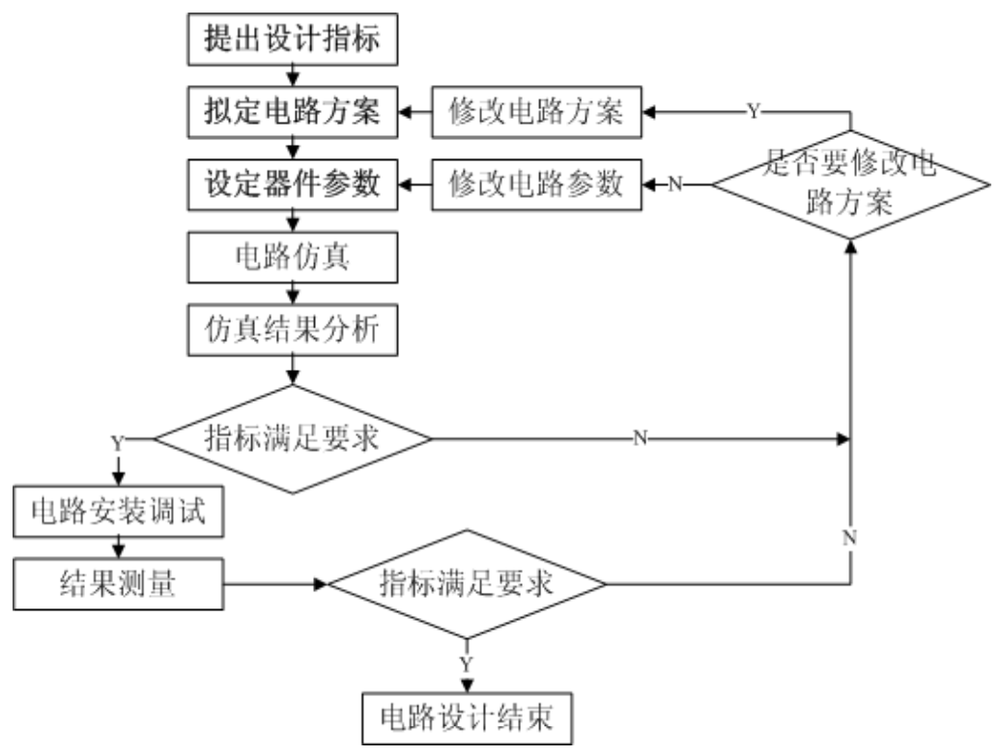 提出设计指标
拟定电路方案
修改电路方案
Y
是否要修改电
路方案
设定器件参数
修改电路参数
N
电路仿真
仿真结果分析
指标满足要求
Y
N
电路安装调试
N
结果测量
指标满足要求
Y
电路设计结束